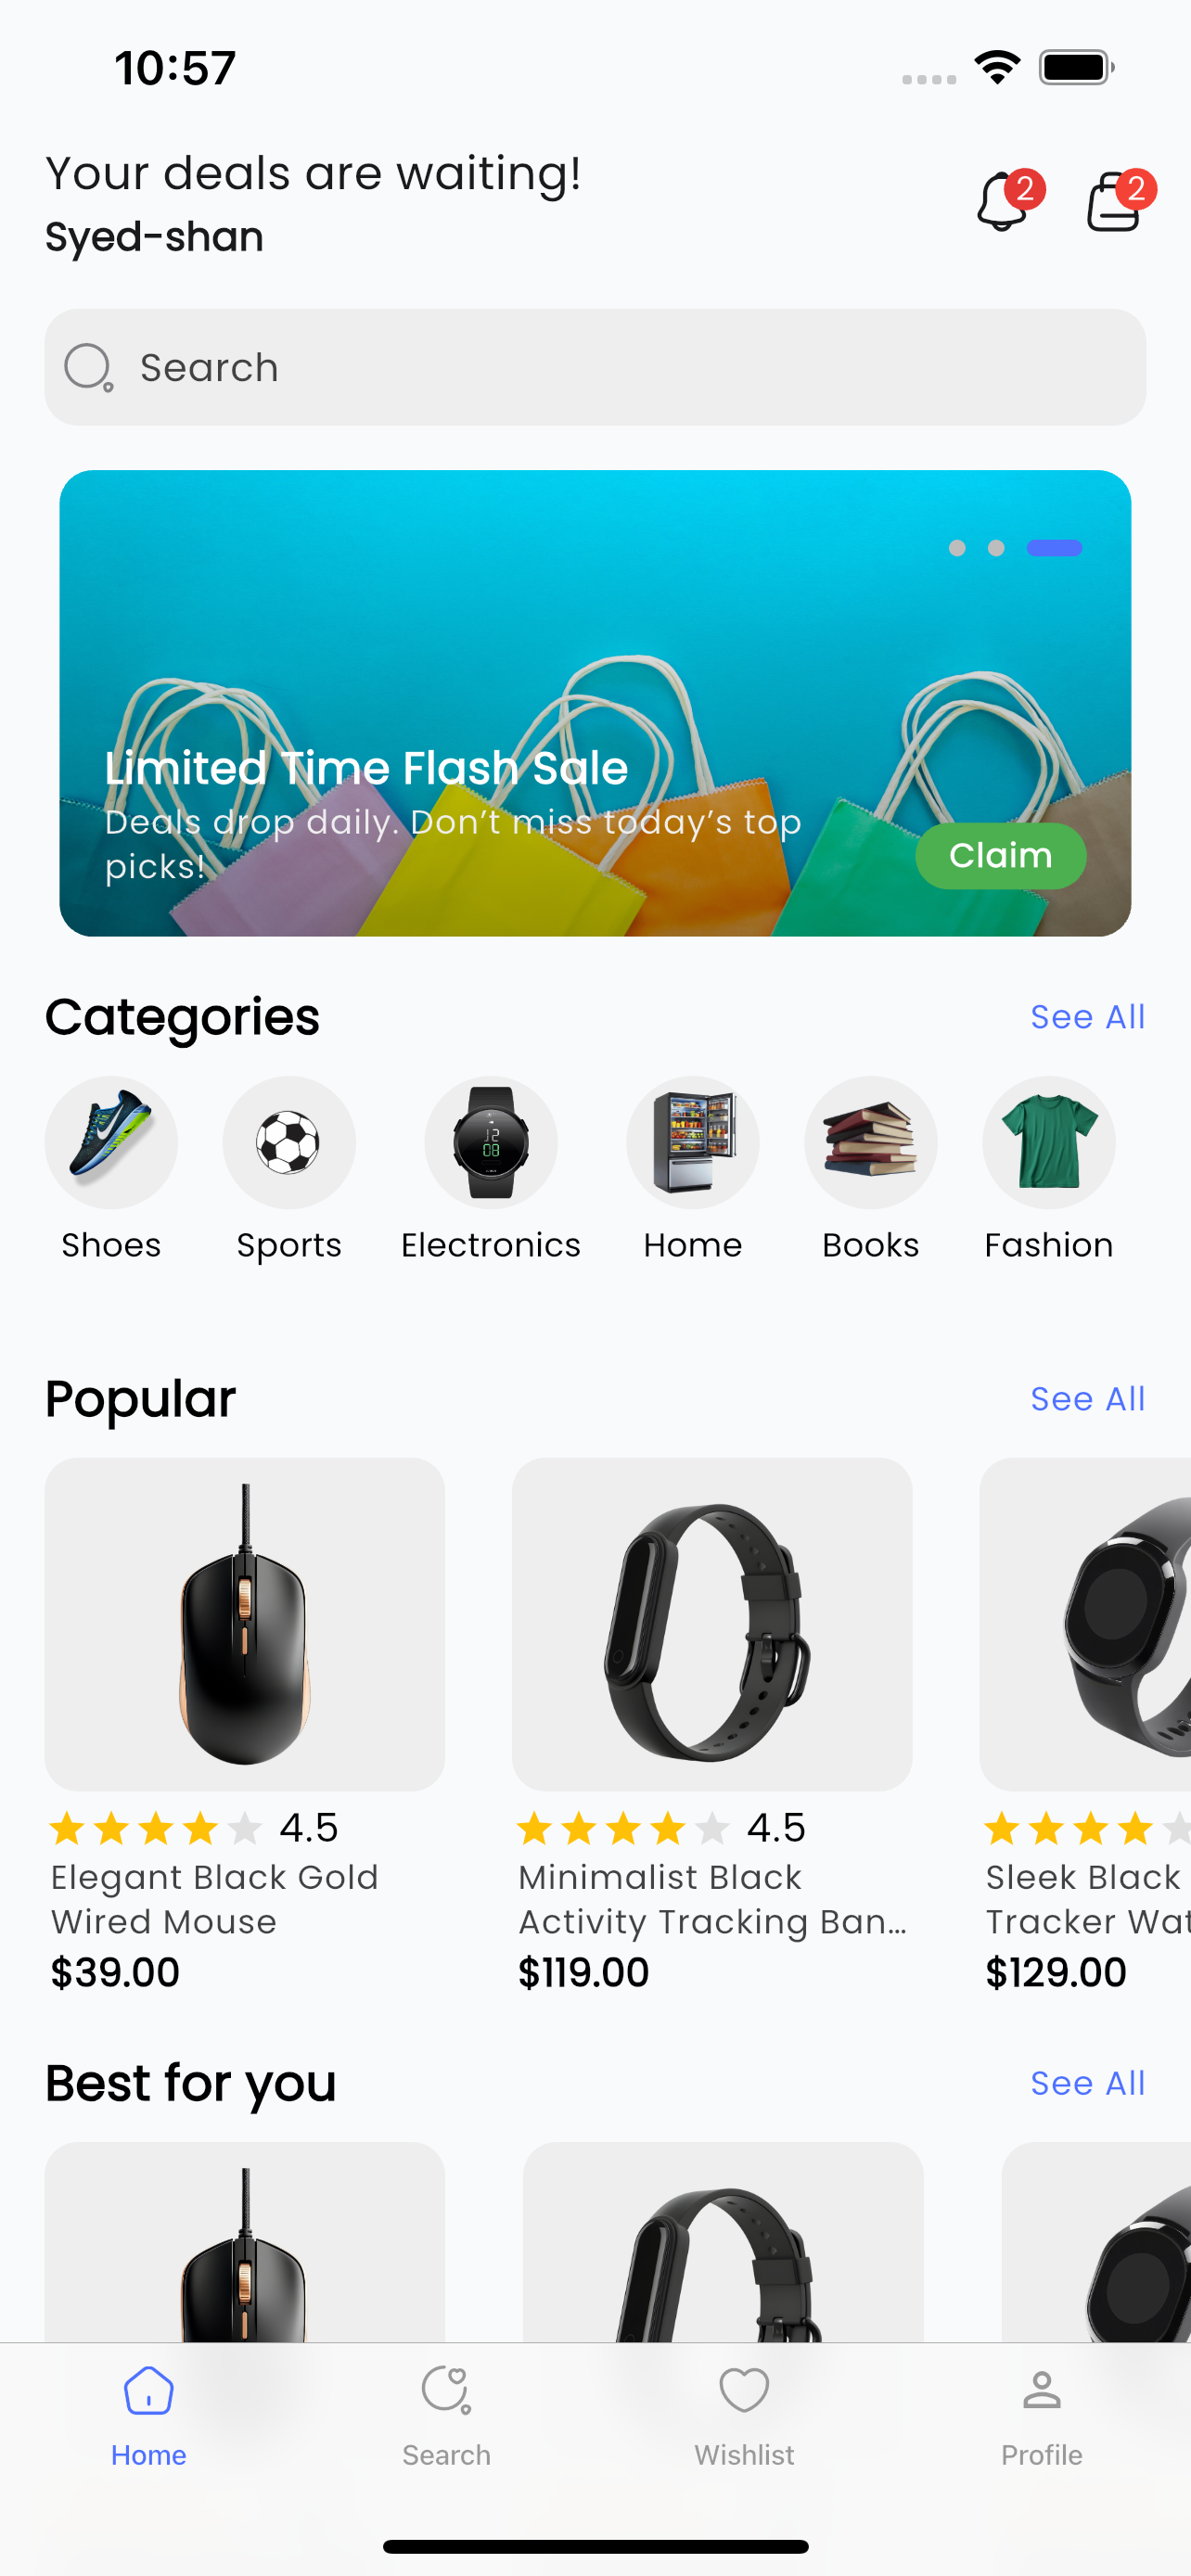 10:57
Your deals are waiting!
2
2
Syed-shan
Search
Limited Time Flash Sale
Deals drop daily. Don’t miss today’s top
picks!
Claim
Categories
See All
12
08
Shoes
Sports
Electronics
Home
Books
Fashion
Popular
See All
4.5
4.5
Elegant Black Gold
Wired Mouse
$39.00
Minimalist Black
Activity Tracking Ban...
$119.00
Sleek Black
Tracker Wat
$129.00
Best for you
See All
Home
Search
Wishlist
Profile